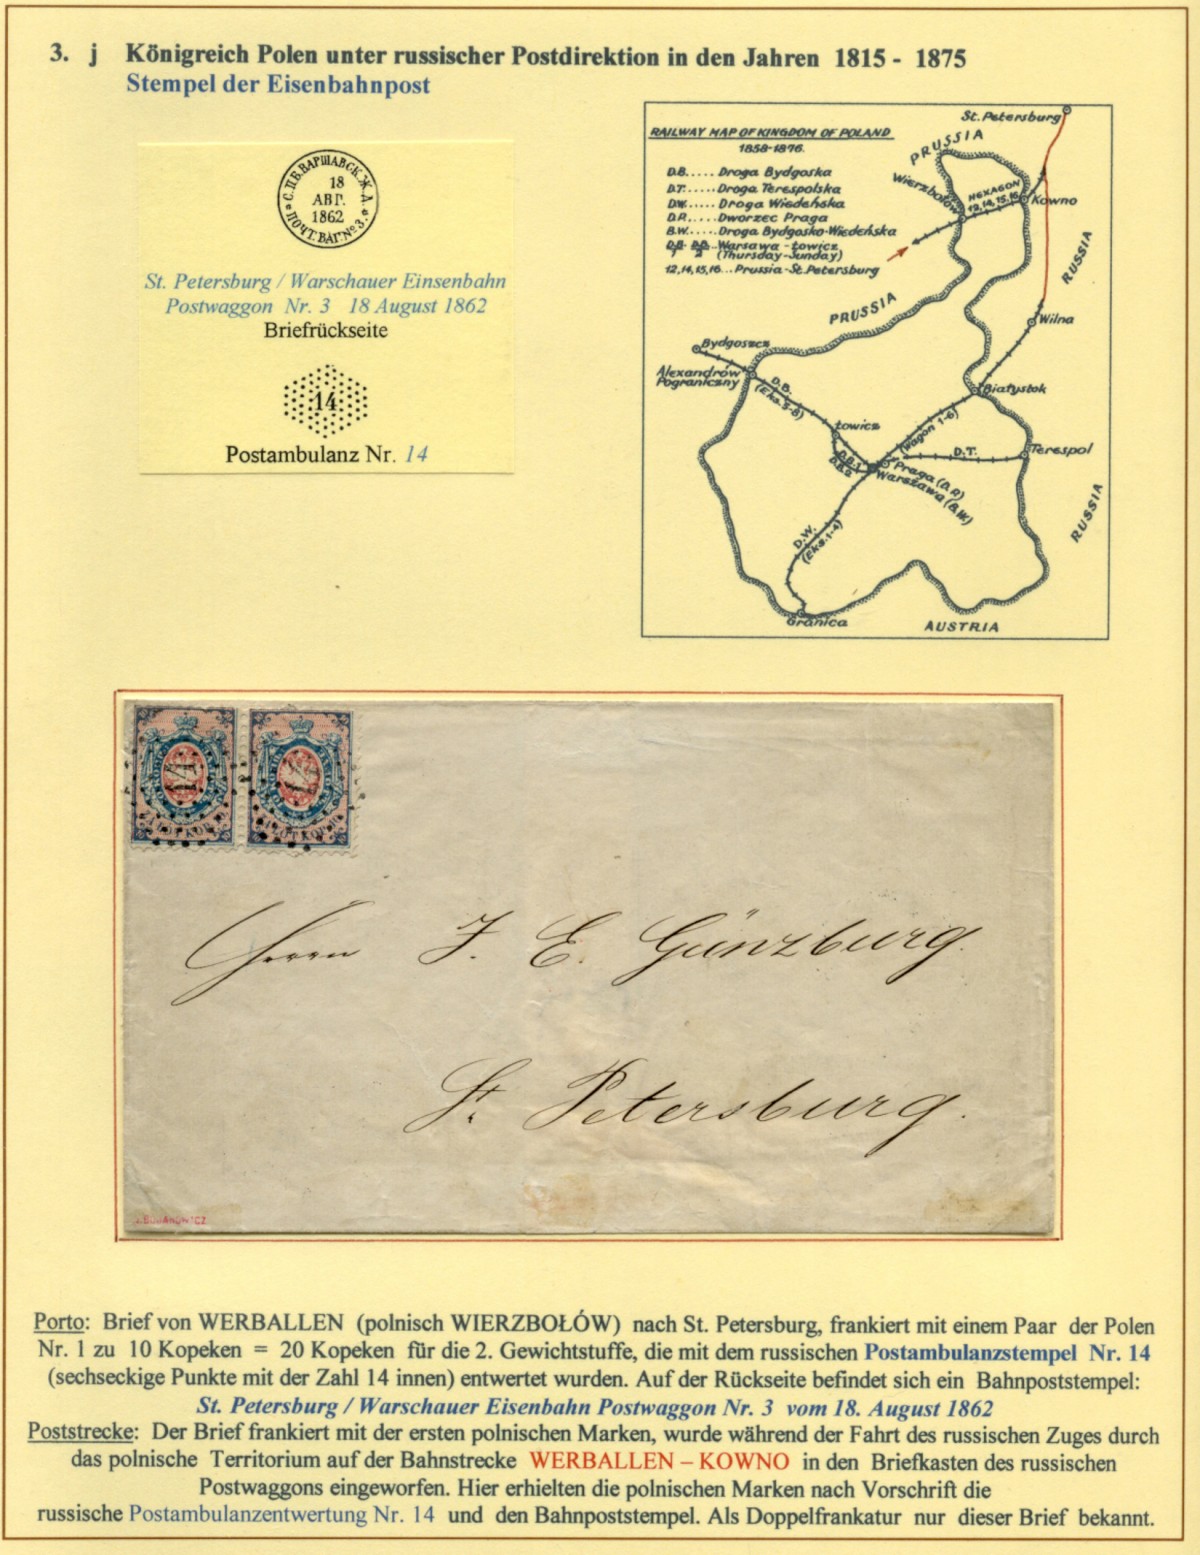 3. j Königreich Polen unter russischer Postdirektion in den Jahren 1815 - 1875
Stempel der Eisenbahnpost
С.П.Б.ВАРШАВСК.Ж.Д.
18
АВГ.
1862
ПОЧТ.ВАГ.№3.
St. Petersburg / Warschauer Einsenbahn
Postwaggon Nr. 3 18 August 1862
Briefrückseite
14
Postambulanz Nr. 14
RAILWAY MAP OF KINGDOM OF POLAND
1858-1876.
D.B. .... Droga Bydgoska
D.T. ..... Droga Terespolska
D.W. .... Droga Wiedeńska
D.P. .... Dworzec Praga
B.W. .... Droga Bydgosko-Wiedeńska
D.B. 1 D.B. 2 .. Warsawa - Łowicz
(Thursday-Sunday)
12,14,15,16 ... Prussia - St. Petersburg
St. Petersburg
PRUSSIA
Wierzbołów
HEXAGON
12,14,15,16
Kowno
RUSSIA
PRUSSIA
Wilna
Bydgoszcz
Alexandrów
Pograniczny
D.B.
(Eks. 5-8)
Białystok
Łowicz
(Wagon 1-6)
D.B.1
D.B.2
D.T.
Terespol
Praga (D.P.)
Warszawa (B.W.)
RUSSIA
D.W.
(Eks. 1-4)
Granica
AUSTRIA
14 14
Herrn J. E. Günzburg.
St. Petersburg.
Porto: Brief von WERBALLEN (polnisch WIERZBOŁÓW) nach St. Petersburg, frankiert mit einem Paar der Polen
Nr. 1 zu 10 Kopeken = 20 Kopeken für die 2. Gewichtstuffe, die mit dem russischen Postambulanzstempel Nr. 14
(sechseckige Punkte mit der Zahl 14 innen) entwertet wurden. Auf der Rückseite befindet sich ein Bahnpoststempel:
St. Petersburg / Warschauer Eisenbahn Postwaggon Nr. 3 vom 18. August 1862
Poststrecke: Der Brief frankiert mit der ersten polnischen Marken, wurde während der Fahrt des russischen Zuges durch
das polnische Territorium auf der Bahnstrecke WERBALLEN – KOWNO in den Briefkasten des russischen
Postwaggons eingeworfen. Hier erhielten die polnischen Marken nach Vorschrift die
russische Postambulanzentwertung Nr. 14 und den Bahnpoststempel. Als Doppelfrankatur nur dieser Brief bekannt.